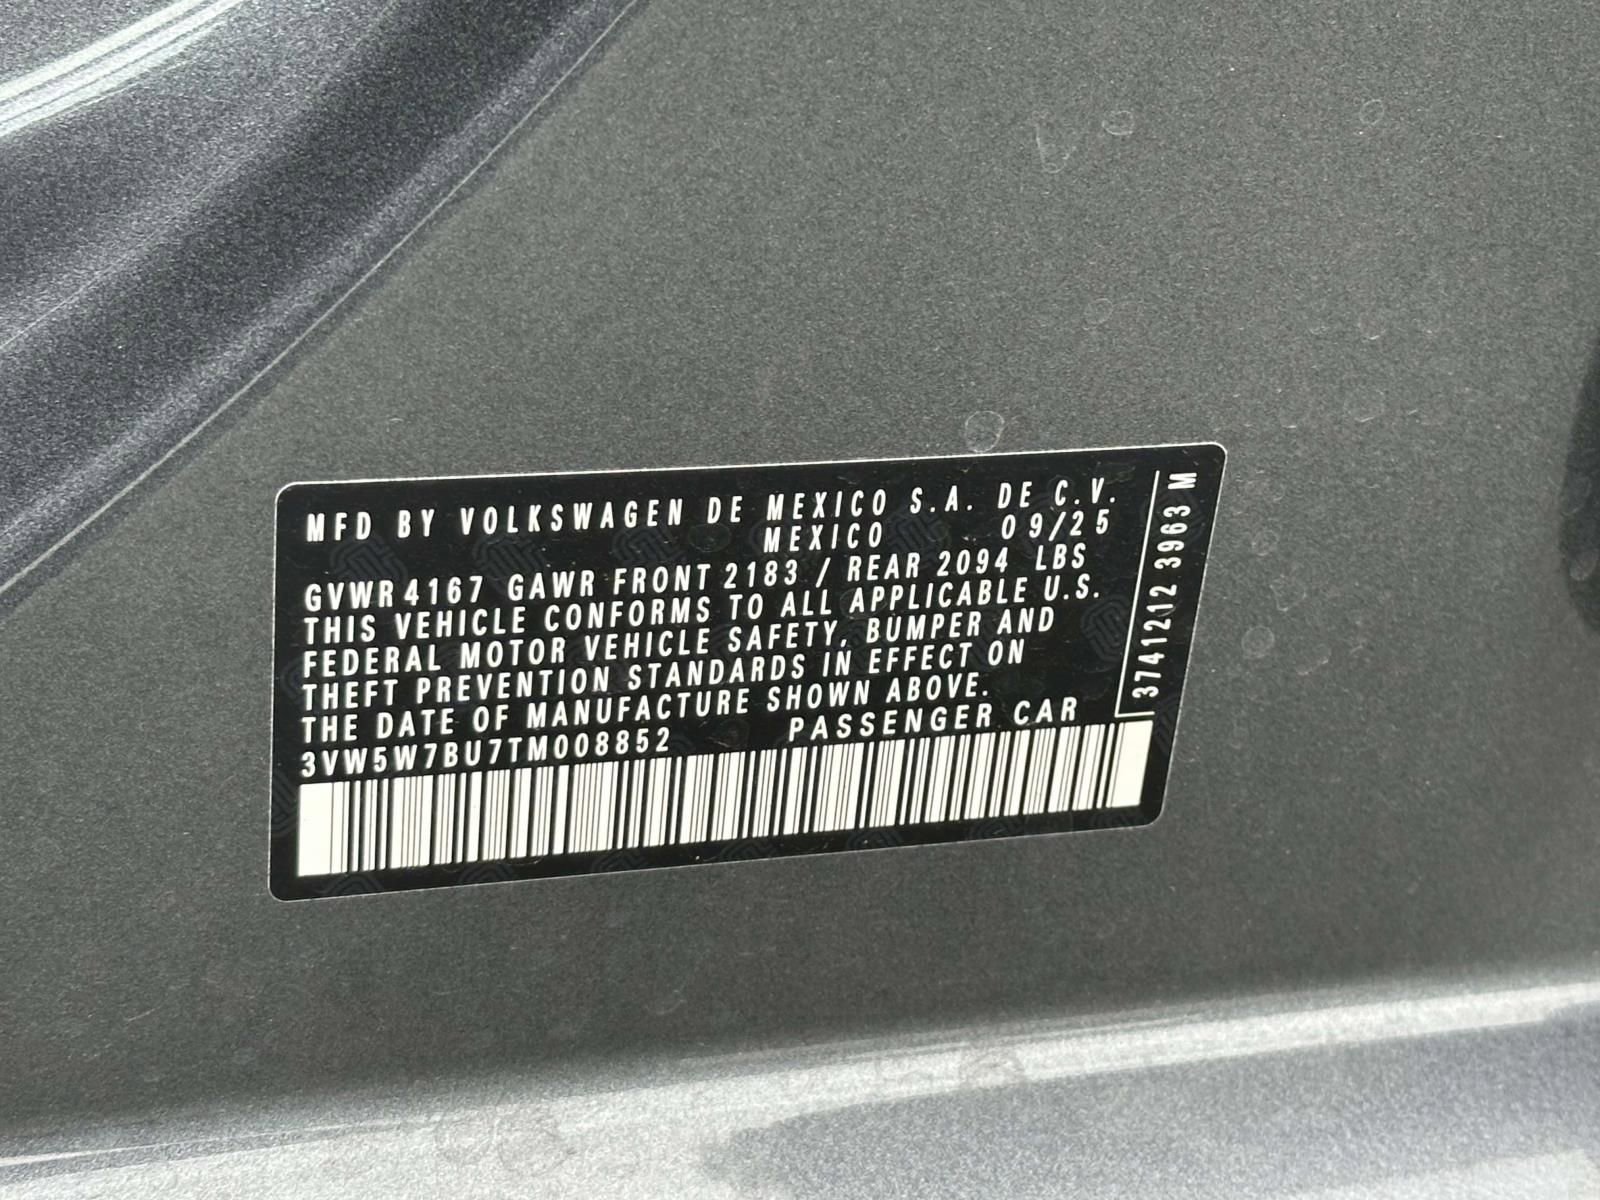 MFD BY VOLKSWAGEN DE MEXICO S.A. DE C.V.
MEXICO 09/25
GVWR 4167 GAWR FRONT 2183 / REAR 2094 LBS
THIS VEHICLE CONFORMS TO ALL APPLICABLE U.S.
FEDERAL MOTOR VEHICLE SAFETY, BUMPER AND
THEFT PREVENTION STANDARDS IN EFFECT ON
THE DATE OF MANUFACTURE SHOWN ABOVE.
3VW5W7BU7TM008852 PASSENGER CAR
3741212 3963 M